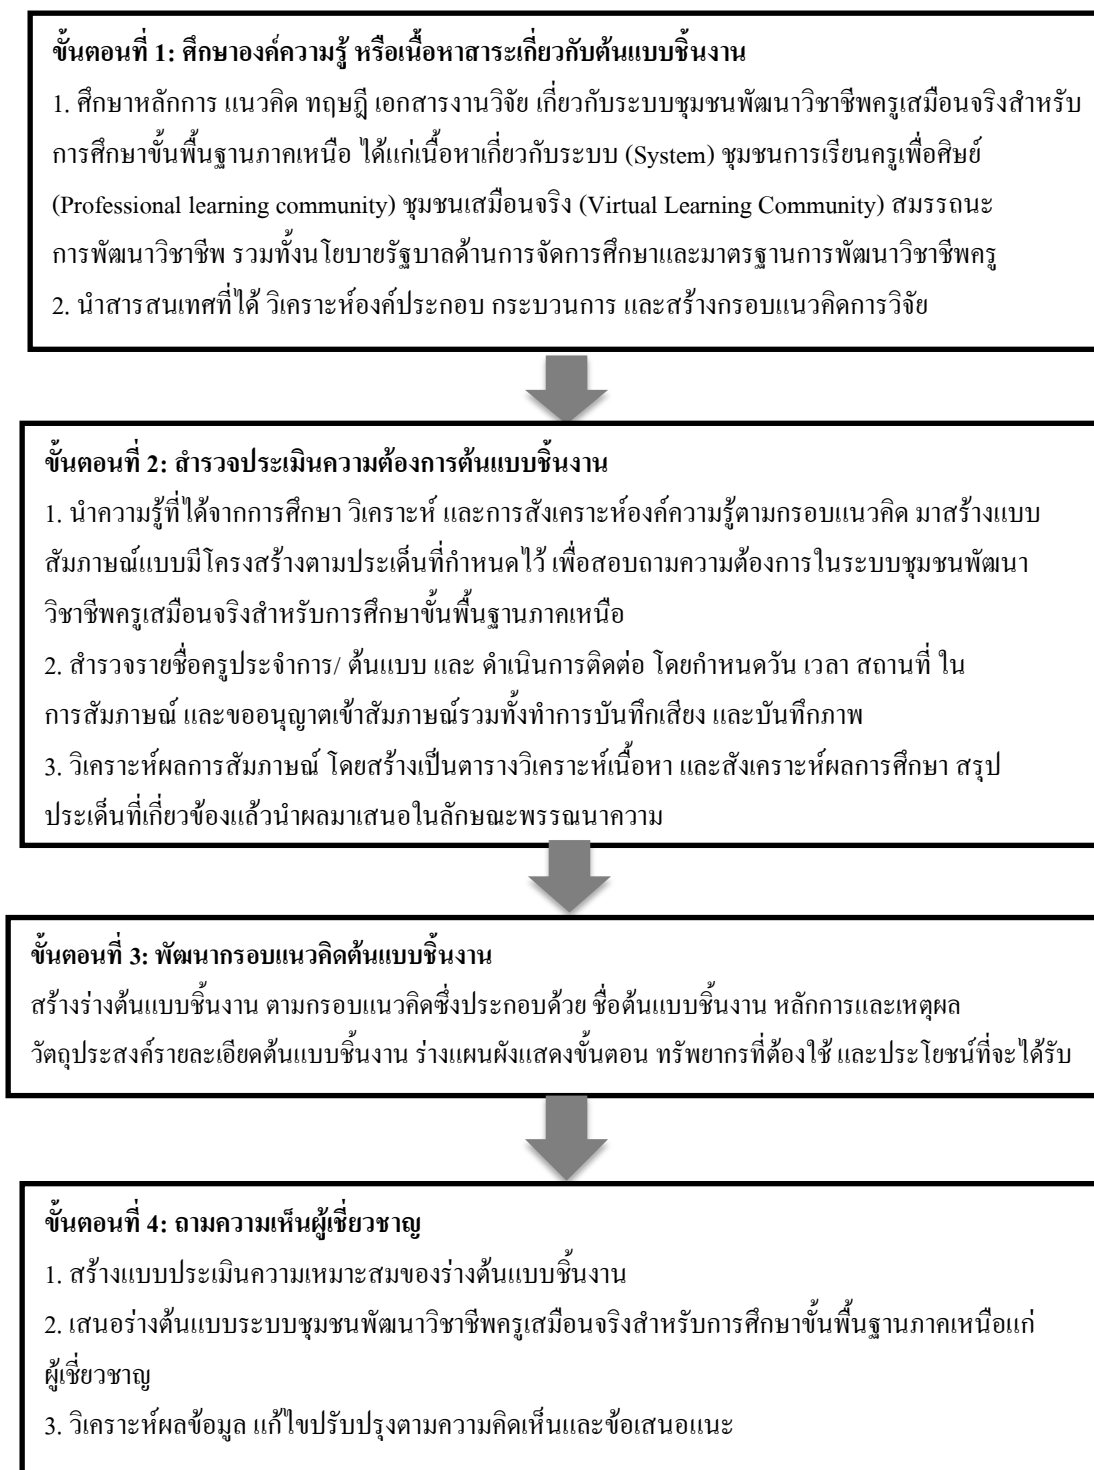 ขั้นตอนที่ 1: ศึกษาองค์ความรู้ หรือเนื้อหาสาระเกี่ยวกับต้นแบบชิ้นงาน
1. ศึกษาหลักการ แนวคิด ทฤษฎี เอกสารงานวิจัย เกี่ยวกับระบบชุมชนพัฒนาวิชาชีพครูเสมือนจริงสำหรับ
การศึกษาขั้นพื้นฐานภาคเหนือ ได้แก่เนื้อหาเกี่ยวกับระบบ (System) ชุมชนการเรียนครูเพื่อศิษย์
(Professional learning community) ชุมชนเสมือนจริง (Virtual Learning Community) สมรรถนะ
การพัฒนาวิชาชีพ รวมทั้งนโยบายรัฐบาลด้านการจัดการศึกษาและมาตรฐานการพัฒนาวิชาชีพครู
2. นำสารสนเทศที่ได้ วิเคราะห์องค์ประกอบ กระบวนการ และสร้างกรอบแนวคิดการวิจัย
ขั้นตอนที่ 2: สำรวจประเมินความต้องการต้นแบบชิ้นงาน
1. นำความรู้ที่ได้จากการศึกษา วิเคราะห์ และการสังเคราะห์องค์ความรู้ตามกรอบแนวคิด มาสร้างแบบ
สัมภาษณ์แบบมีโครงสร้างตามประเด็นที่กำหนดไว้ เพื่อสอบถามความต้องการในระบบชุมชนพัฒนา
วิชาชีพครูเสมือนจริงสำหรับการศึกษาขั้นพื้นฐานภาคเหนือ
2. สำรวจรายชื่อครูประจำการ/ ต้นแบบ และ ดำเนินการติดต่อ โดยกำหนดวัน เวลา สถานที่ ใน
การสัมภาษณ์ และขออนุญาตเข้าสัมภาษณ์รวมทั้งทำการบันทึกเสียง และบันทึกภาพ
3. วิเคราะห์ผลการสัมภาษณ์ โดยสร้างเป็นตารางวิเคราะห์เนื้อหา และสังเคราะห์ผลการศึกษา สรุป
ประเด็นที่เกี่ยวข้องแล้วนำผลมาเสนอในลักษณะพรรณนาความ
ขั้นตอนที่ 3: พัฒนากรอบแนวคิดต้นแบบชิ้นงาน
สร้างร่างต้นแบบชิ้นงาน ตามกรอบแนวคิดซึ่งประกอบด้วย ชื่อต้นแบบชิ้นงาน หลักการและเหตุผล
วัตถุประสงค์รายละเอียดต้นแบบชิ้นงาน ร่างแผนผังแสดงขั้นตอน ทรัพยากรที่ต้องใช้ และประโยชน์ที่จะได้รับ
ขั้นตอนที่ 4: ถามความเห็นผู้เชี่ยวชาญ
1. สร้างแบบประเมินความเหมาะสมของร่างต้นแบบชิ้นงาน
2. เสนอร่างต้นแบบระบบชุมชนพัฒนาวิชาชีพครูเสมือนจริงสำหรับการศึกษาขั้นพื้นฐานภาคเหนือแก่
ผู้เชี่ยวชาญ
3. วิเคราะห์ผลข้อมูล แก้ไขปรับปรุงตามความคิดเห็นและข้อเสนอแนะ